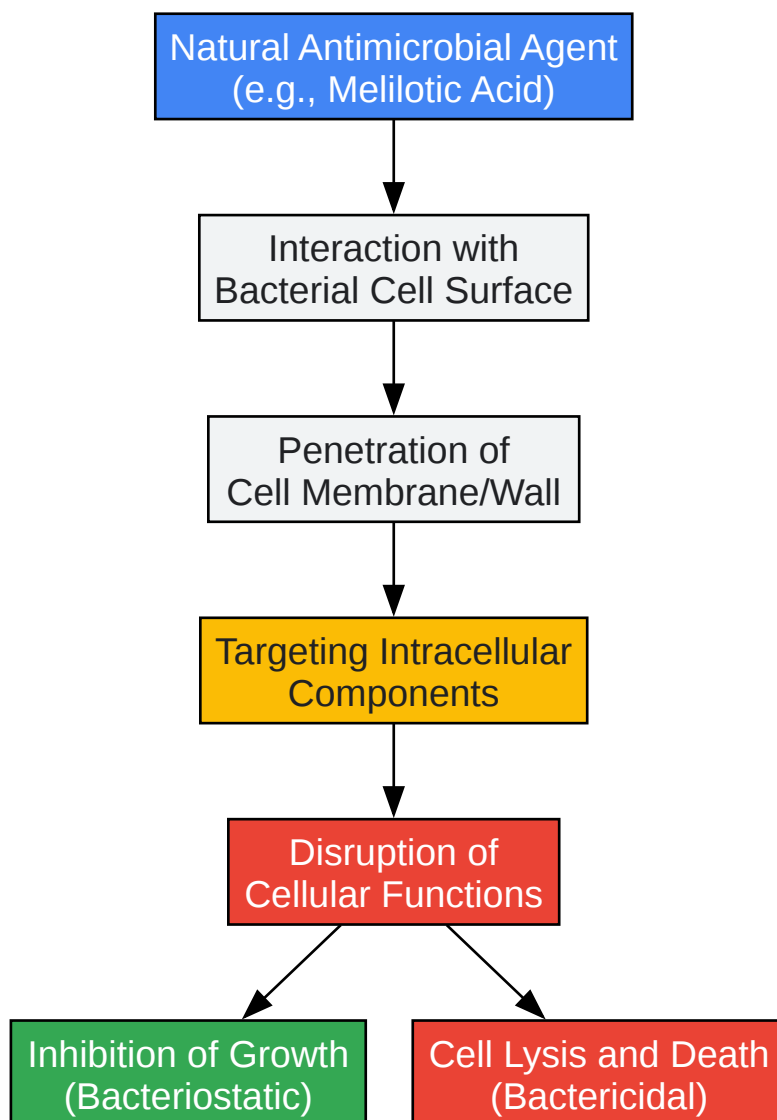 Natural Antimicrobial Agent
(e.g., Melilotic Acid)
Interaction with
Bacterial Cell Surface
Penetration of
Cell Membrane/Wall
Targeting Intracellular
Components
Disruption of
Cellular Functions
Inhibition of Growth
(Bacteriostatic)
Cell Lysis and Death
(Bactericidal)